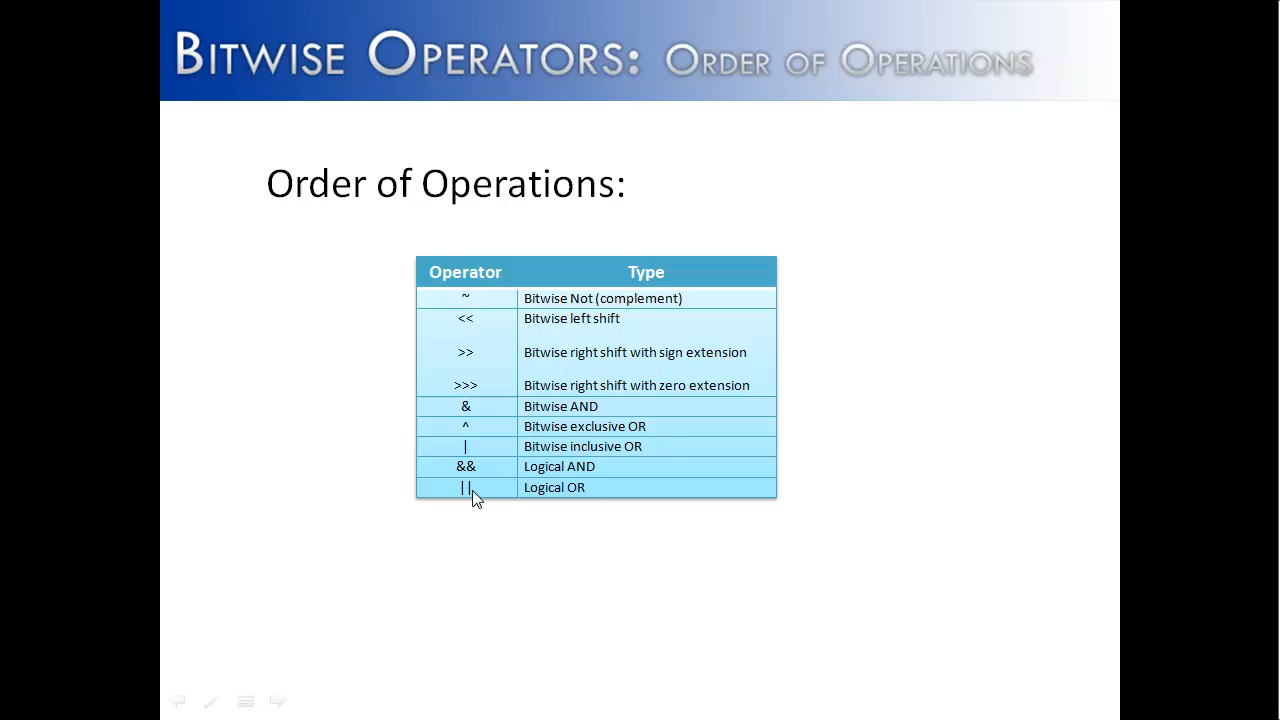 BITWISE OPERATORS: ORDER OF OPERATIONS
Order of Operations:
Operator Type
~ Bitwise Not (complement)
<< Bitwise left shift
>> Bitwise right shift with sign extension
>>> Bitwise right shift with zero extension
& Bitwise AND
^ Bitwise exclusive OR
| Bitwise inclusive OR
&& Logical AND
|| Logical OR